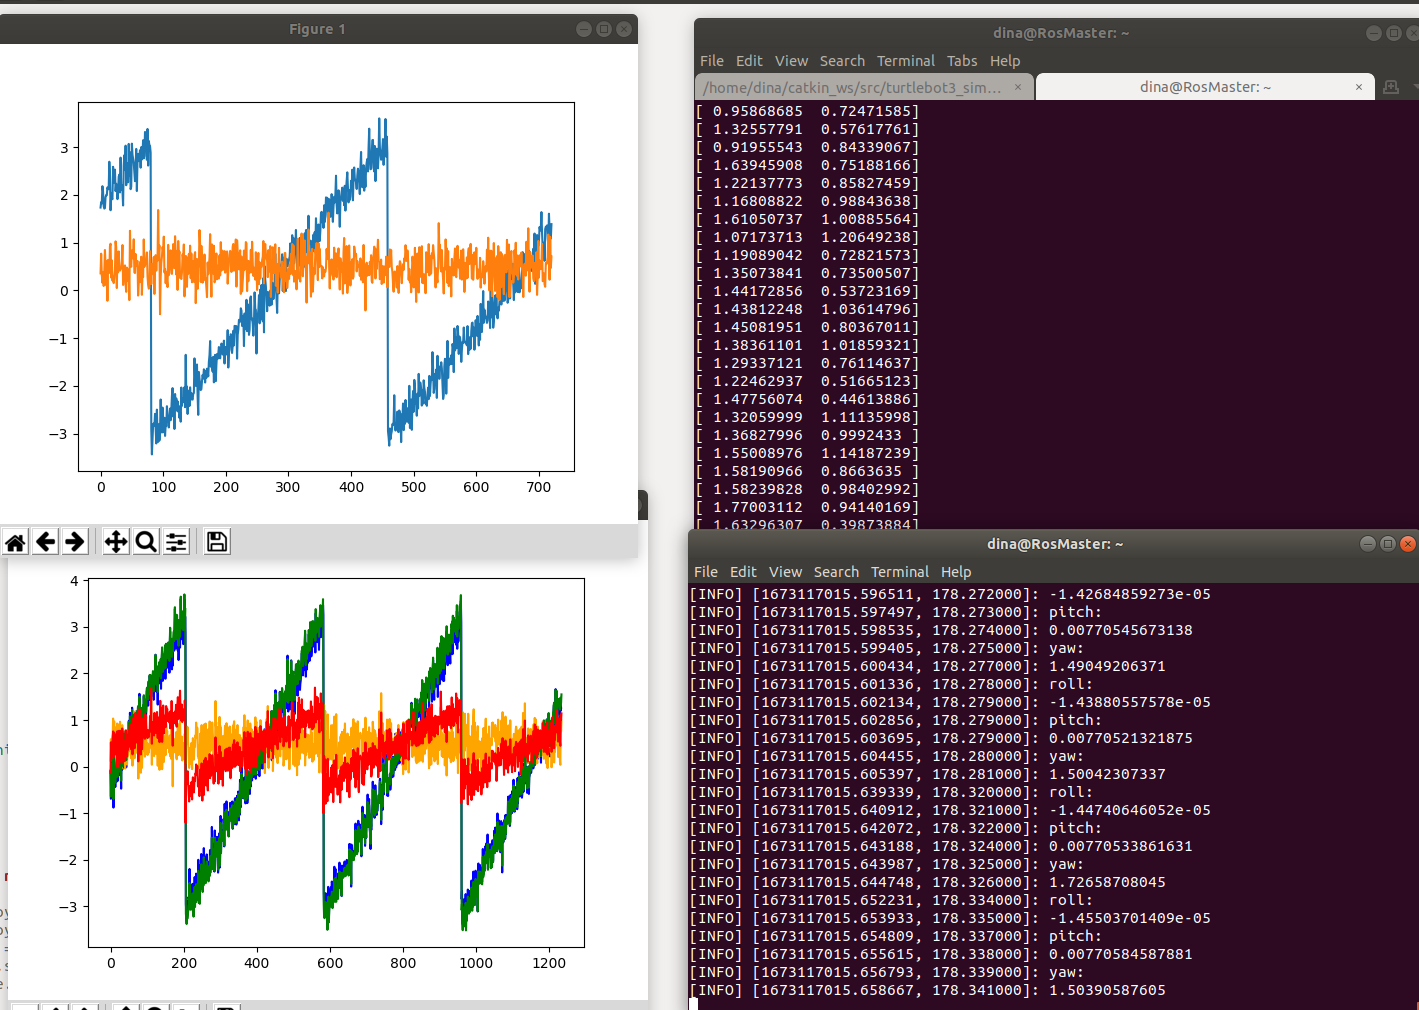 Figure 1
3
2
1
0
−1
−2
−3
0 100 200 300 400 500 600 700
4
3
2
1
0
−1
−2
−3
0 200 400 600 800 1000 1200
dina@RosMaster: ~
File Edit View Search Terminal Tabs Help
/home/dina/catkin_ws/src/turtlebot3_sim... × dina@RosMaster: ~ ×
[ 0.95868685 0.72471585]
[ 1.32557791 0.57617761]
[ 0.91955543 0.84339067]
[ 1.63945908 0.75188166]
[ 1.22137773 0.85827459]
[ 1.16808822 0.98843638]
[ 1.61050737 1.00885564]
[ 1.07173713 1.20649238]
[ 1.19089042 0.72821573]
[ 1.35073841 0.73500507]
[ 1.44172856 0.53723169]
[ 1.43812248 1.03614796]
[ 1.45081951 0.80367011]
[ 1.38361101 1.01859321]
[ 1.29337121 0.76114637]
[ 1.22462937 0.51665123]
[ 1.47756074 0.44613886]
[ 1.32059999 1.11135998]
[ 1.36827996 0.9992433 ]
[ 1.55008976 1.14187239]
[ 1.58190966 0.8663635 ]
[ 1.58239828 0.98402992]
[ 1.77003112 0.94140169]
[ 1.63296307 0.39873884]
dina@RosMaster: ~
File Edit View Search Terminal Help
[INFO] [1673117015.596511, 178.272000]: -1.42684859273e-05
[INFO] [1673117015.597497, 178.273000]: pitch:
[INFO] [1673117015.598535, 178.274000]: 0.00770545673138
[INFO] [1673117015.599405, 178.275000]: yaw:
[INFO] [1673117015.600434, 178.277000]: 1.49049206371
[INFO] [1673117015.601336, 178.278000]: roll:
[INFO] [1673117015.602134, 178.279000]: -1.43880557578e-05
[INFO] [1673117015.602856, 178.279000]: pitch:
[INFO] [1673117015.603695, 178.279000]: 0.00770521321875
[INFO] [1673117015.604455, 178.280000]: yaw:
[INFO] [1673117015.605397, 178.281000]: 1.50042307337
[INFO] [1673117015.639339, 178.320000]: roll:
[INFO] [1673117015.640912, 178.321000]: -1.44740646052e-05
[INFO] [1673117015.642072, 178.322000]: pitch:
[INFO] [1673117015.643188, 178.324000]: 0.00770533861631
[INFO] [1673117015.643987, 178.325000]: yaw:
[INFO] [1673117015.644748, 178.326000]: 1.72658708045
[INFO] [1673117015.652231, 178.334000]: roll:
[INFO] [1673117015.653933, 178.335000]: -1.45503701409e-05
[INFO] [1673117015.654809, 178.337000]: pitch:
[INFO] [1673117015.655615, 178.338000]: 0.00770584587881
[INFO] [1673117015.656793, 178.339000]: yaw:
[INFO] [1673117015.658667, 178.341000]: 1.50390587605